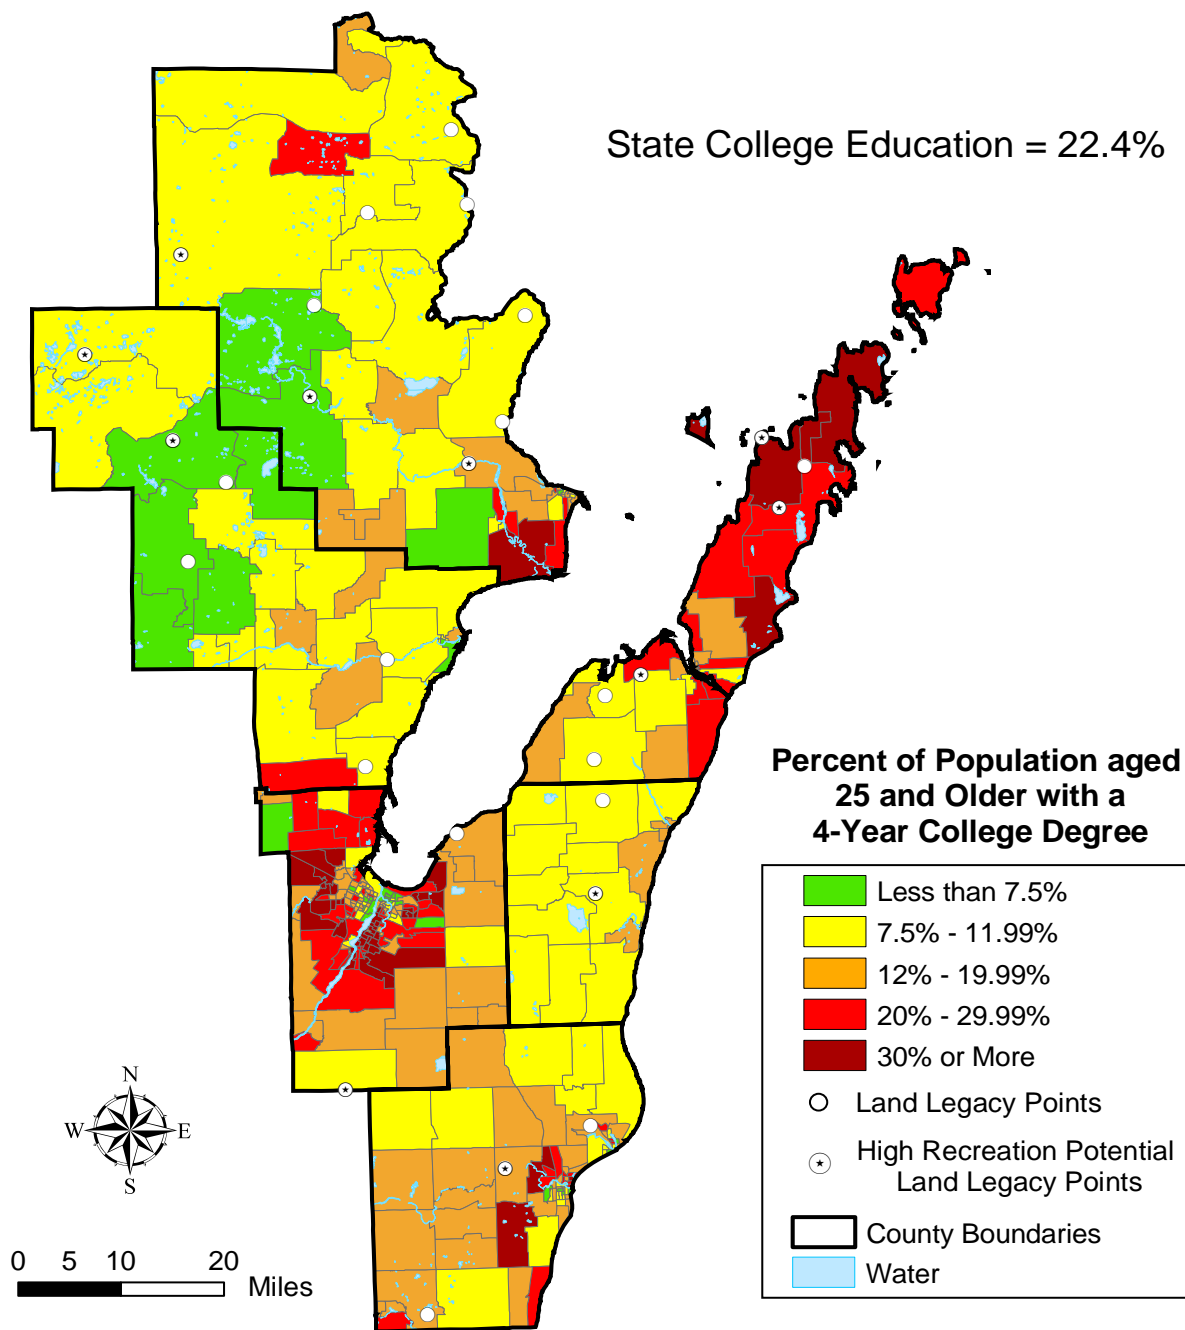 State College Education = 22.4%
Percent of Population aged
25 and Older with a
4-Year College Degree
Less than 7.5%
7.5% - 11.99%
12% - 19.99%
20% - 29.99%
30% or More
Land Legacy Points
High Recreation Potential
Land Legacy Points
County Boundaries
Water
N
W E
S
0 5 10 20
Miles